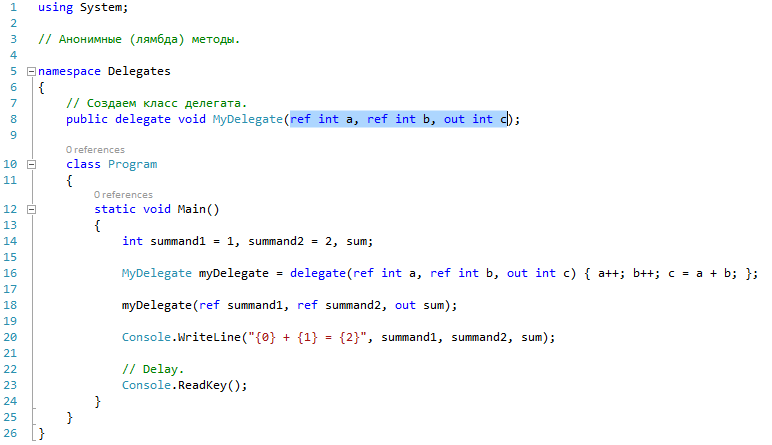 1 using System;
2
3 // Анонимные (лямбда) методы.
4
5 namespace Delegates
6 {
7 // Создаем класс делегата.
8 public delegate void MyDelegate(ref int a, ref int b, out int c);
9
0 references
10 class Program
11 {
0 references
12 static void Main()
13 {
14 int summand1 = 1, summand2 = 2, sum;
15
16 MyDelegate myDelegate = delegate(ref int a, ref int b, out int c) { a++; b++; c = a + b; };
17
18 myDelegate(ref summand1, ref summand2, out sum);
19
20 Console.WriteLine("{0} + {1} = {2}", summand1, summand2, sum);
21
22 // Delay.
23 Console.ReadKey();
24 }
25 }
26 }